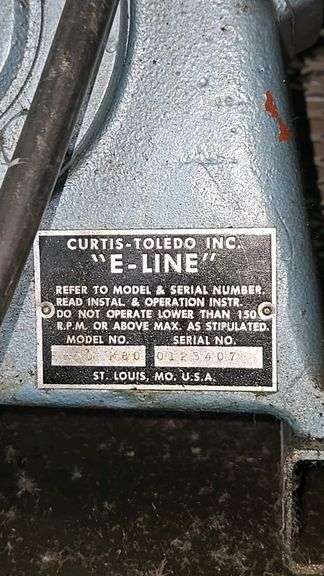 CURTIS-TOLEDO INC.
"E-LINE"
REFER TO MODEL & SERIAL NUMBER.
READ INSTAL. & OPERATION INSTR.
DO NOT OPERATE LOWER THAN 150
R.P.M. OR ABOVE MAX. AS STIPULATED.
MODEL NO. SERIAL NO.
0123407
ST. LOUIS, MO. U.S.A.